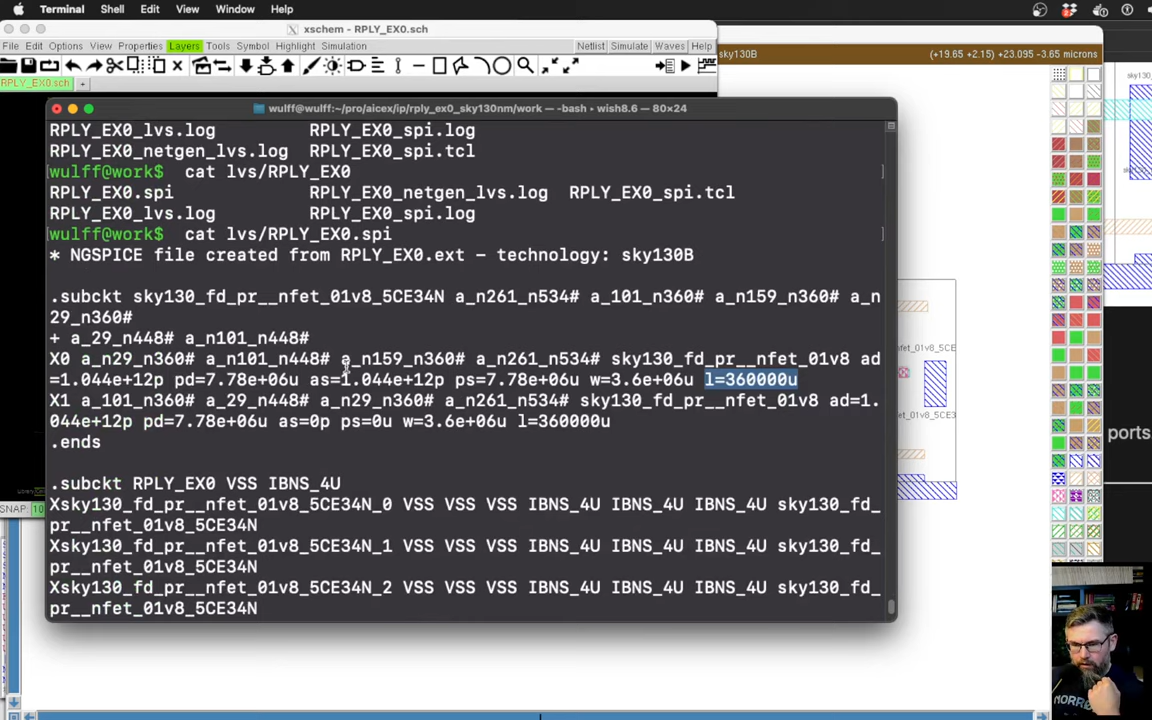 Terminal Shell Edit View Window Help
xschem - RPLY_EX0.sch
File Edit Options View Properties Layers Tools Symbol Highlight Simulation Netlist Simulate Waves Help
sky130B (+19.65 +2.15) +23.095 -3.65 microns
RPLY_EX0.sch
wulff@wulff:~/pro/aicex/ip/rply_ex0_sky130nm/work — -bash • wish8.6 — 80×24
RPLY_EX0_lvs.log RPLY_EX0_spi.log
RPLY_EX0_netgen_lvs.log RPLY_EX0_spi.tcl
[wulff@work$ cat lvs/RPLY_EX0 ]
RPLY_EX0.spi RPLY_EX0_netgen_lvs.log RPLY_EX0_spi.tcl
RPLY_EX0_lvs.log RPLY_EX0_spi.log
[wulff@work$ cat lvs/RPLY_EX0.spi ]
* NGSPICE file created from RPLY_EX0.ext - technology: sky130B
.subckt sky130_fd_pr__nfet_01v8_5CE34N a_n261_n534# a_101_n360# a_n159_n360# a_n
29_n360#
+ a_29_n448# a_n101_n448#
X0 a_n29_n360# a_n101_n448# a_n159_n360# a_n261_n534# sky130_fd_pr__nfet_01v8 ad
=1.044e+12p pd=7.78e+06u as=1.044e+12p ps=7.78e+06u w=3.6e+06u l=360000u
X1 a_101_n360# a_29_n448# a_n29_n360# a_n261_n534# sky130_fd_pr__nfet_01v8 ad=1.
044e+12p pd=7.78e+06u as=0p ps=0u w=3.6e+06u l=360000u
.ends
.subckt RPLY_EX0 VSS IBNS_4U
Xsky130_fd_pr__nfet_01v8_5CE34N_0 VSS VSS IBNS_4U IBNS_4U IBNS_4U sky130_fd_
pr__nfet_01v8_5CE34N
Xsky130_fd_pr__nfet_01v8_5CE34N_1 VSS VSS VSS IBNS_4U IBNS_4U IBNS_4U sky130_fd_
pr__nfet_01v8_5CE34N
Xsky130_fd_pr__nfet_01v8_5CE34N_2 VSS VSS VSS IBNS_4U IBNS_4U IBNS_4U sky130_fd_
pr__nfet_01v8_5CE34N
ports
SNAP: 10